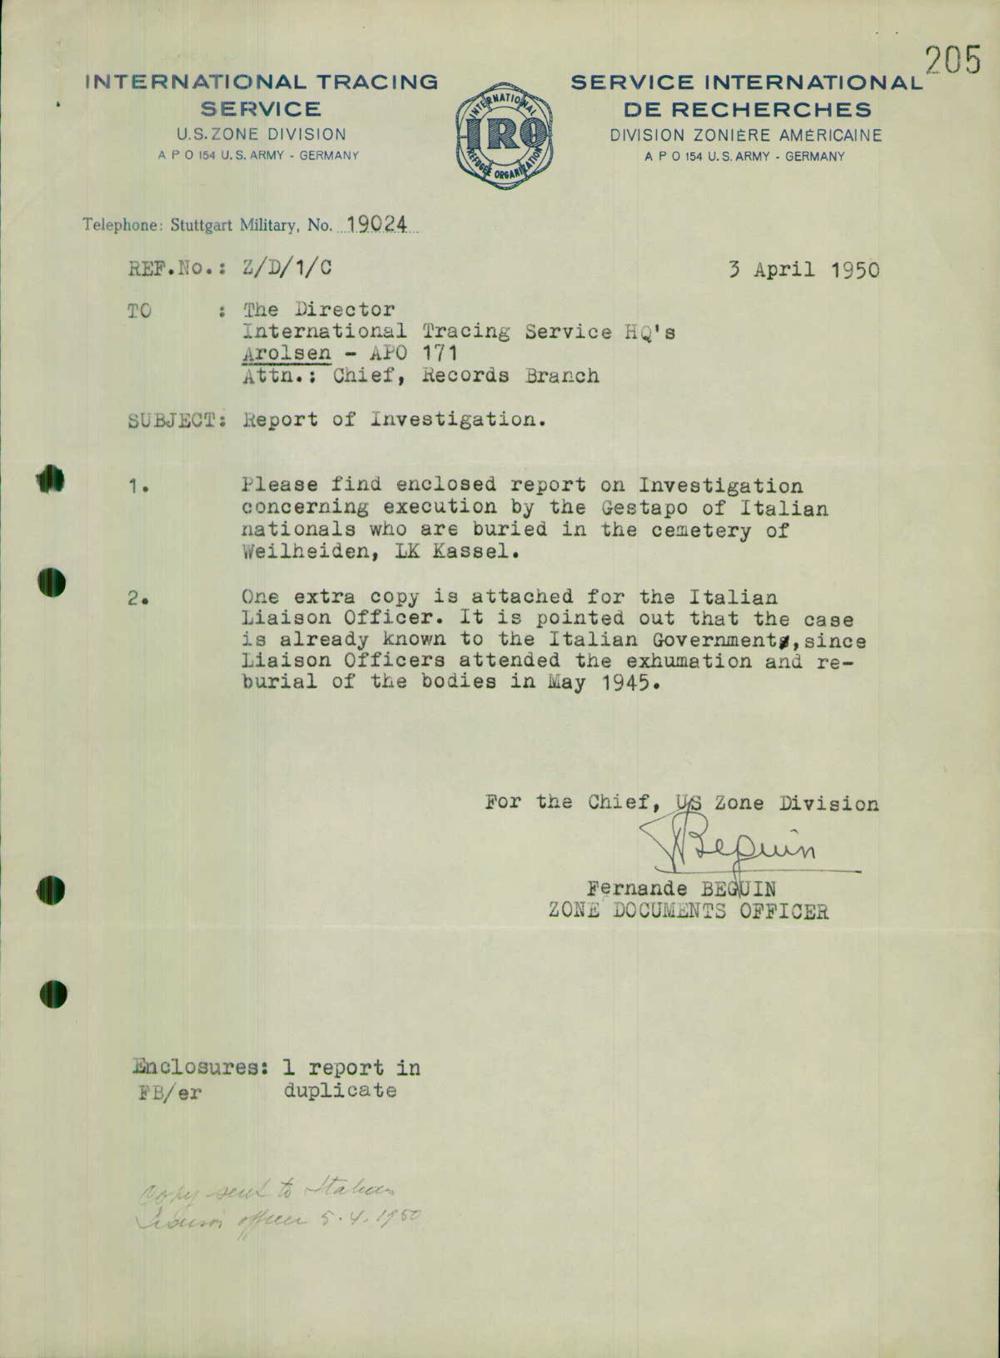 205
INTERNATIONAL TRACING
SERVICE
U.S. ZONE DIVISION
A P O 154 U. S. ARMY - GERMANY
INTERNATIONAL
IRO
REFUGEE ORGANIZATION
SERVICE INTERNATIONAL
DE RECHERCHES
DIVISION ZONIÈRE AMÉRICAINE
A P O 154 U. S. ARMY - GERMANY
Telephone: Stuttgart Military, No. 19024
REF.No.: Z/D/1/C
3 April 1950
TO : The Director
International Tracing Service HQ's
Arolsen - APO 171
Attn.: Chief, Records Branch
SUBJECT: Report of Investigation.
1. Please find enclosed report on Investigation
concerning execution by the Gestapo of Italian
nationals who are buried in the cemetery of
Weilheiden, LK Kassel.
2. One extra copy is attached for the Italian
Liaison Officer. It is pointed out that the case
is already known to the Italian Government,since
Liaison Officers attended the exhumation and re-
burial of the bodies in May 1945.
For the Chief, US Zone Division
Beguin
Fernande BEGUIN
ZONE DOCUMENTS OFFICER
Enclosures: 1 report in
FB/er duplicate
Copy sent to Italian
Liaison officer 5.4.1950